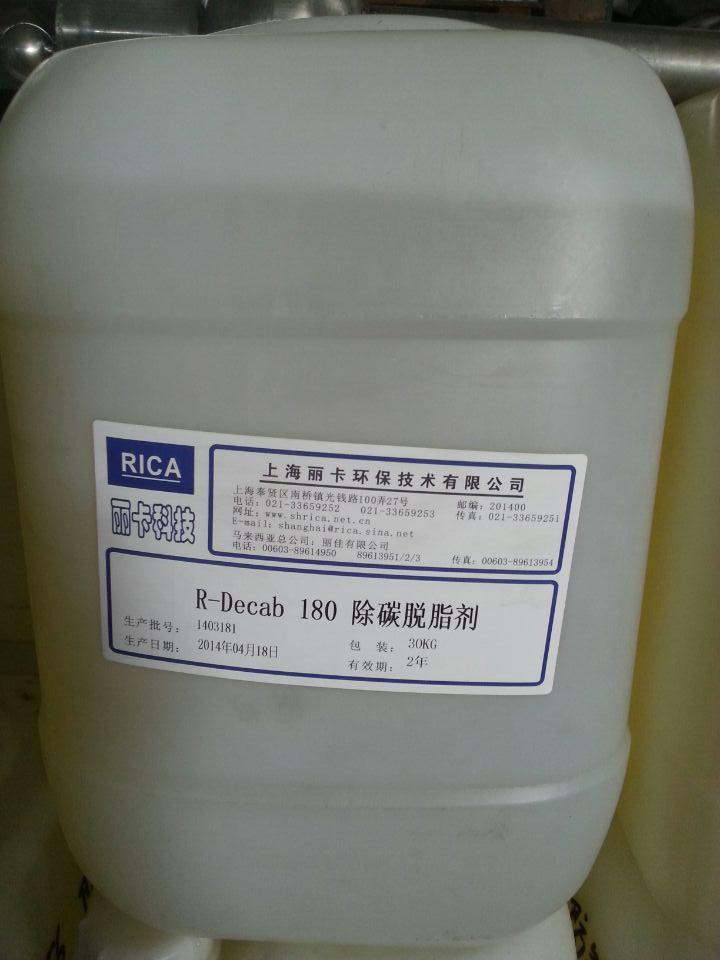 RICA
丽卡科技
上海丽卡环保技术有限公司
上海奉贤区南桥镇光钱路100弄27号 邮编：201400
电话：021-33659252 021-33659253 传真：021-33659251
网址：www.shrica.net.cn
E-mail：shanghai@rica.sina.net
马来西亚总公司：丽佳有限公司
电话：00603-89614950 89613951/2/3 传真：00603-89613954
R-Decab 180 除碳脱脂剂
生产批号： 1403181 包 装： 30KG
生产日期： 2014年04月18日 有效期： 2年